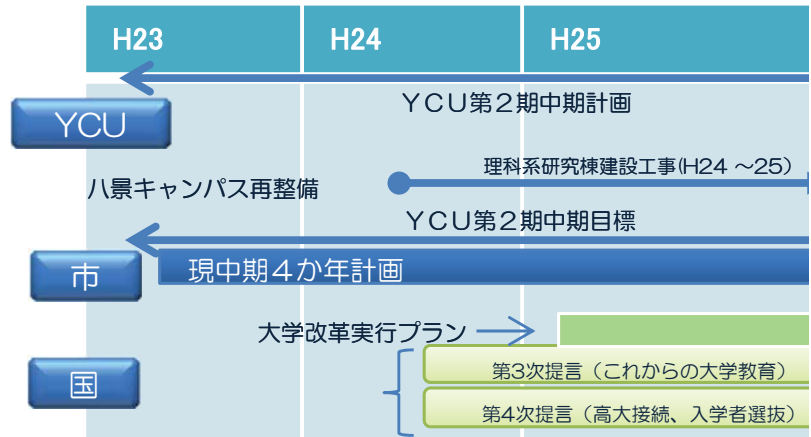 H23 H24 H25
ＹＣＵ第２期中期計画
YCU
理科系研究棟建設工事(H24 ～25)
八景キャンパス再整備
ＹＣＵ第２期中期目標
市
現中期４か年計画
大学改革実行プラン
第3次提言（これからの大学教育）
国
第4次提言（高大接続、入学者選抜）